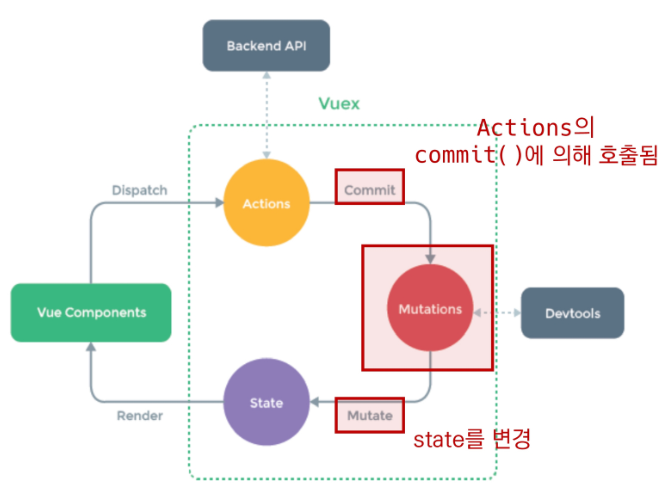 Backend API
Vuex
Actions의
commit()에 의해 호출됨
Dispatch
Actions
Commit
Vue Components
Mutations
Devtools
State
Render
Mutate
state를 변경